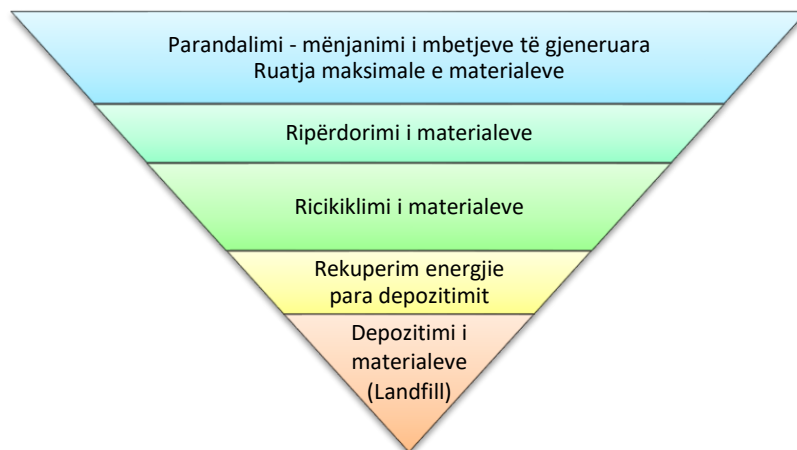 Parandalimi - mënjanimi i mbetjeve të gjeneruara
Ruatja maksimale e materialeve
Ripërdorimi i materialeve
Ricikiklimi i materialeve
Rekuperim energjie
para depozitimit
Depozitimi i
materialeve
(Landfill)